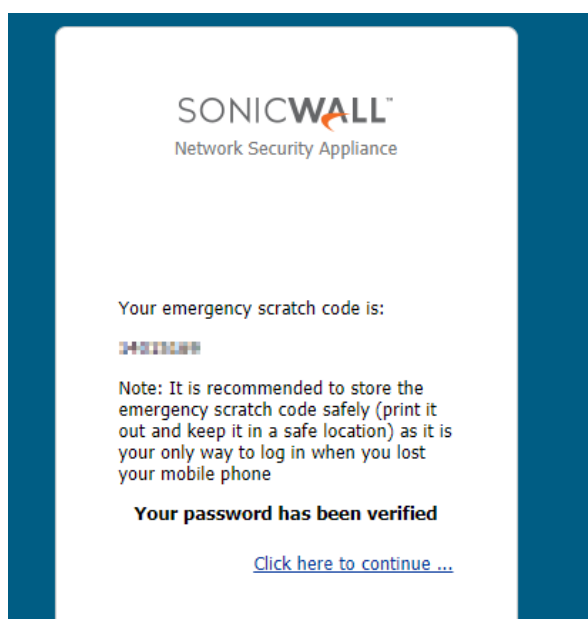 SONICWALL™
Network Security Appliance
Your emergency scratch code is:
Note: It is recommended to store the
emergency scratch code safely (print it
out and keep it in a safe location) as it is
your only way to log in when you lost
your mobile phone
Your password has been verified
Click here to continue ...